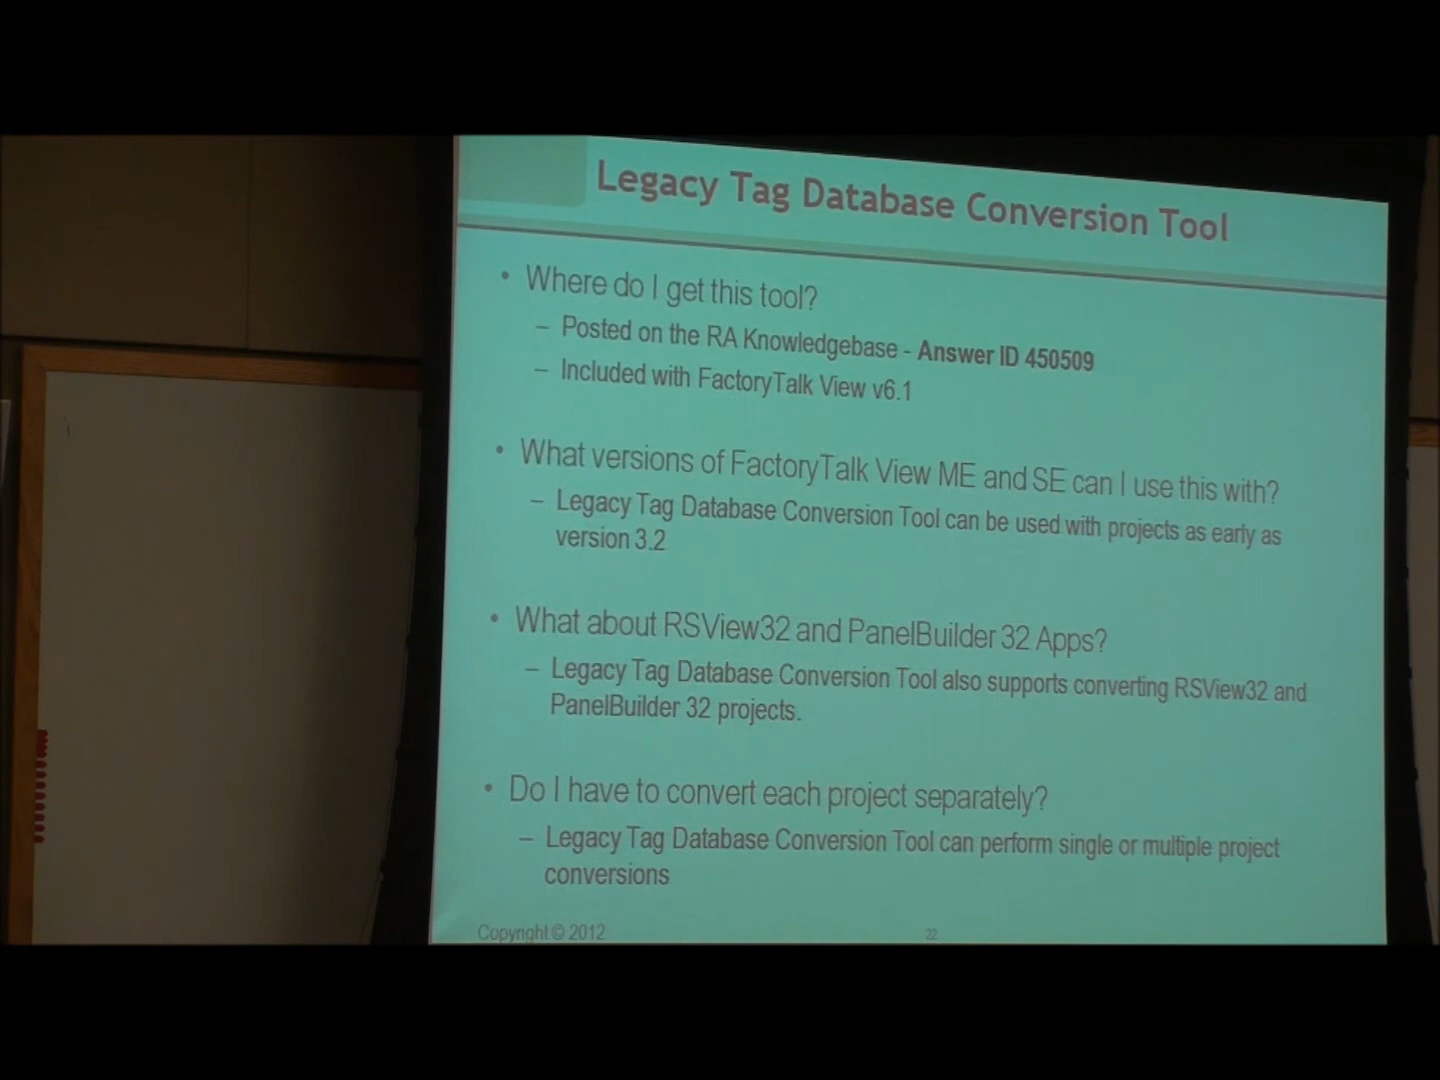 Legacy Tag Database Conversion Tool
• Where do I get this tool?
– Posted on the RA Knowledgebase - Answer ID 450509
– Included with FactoryTalk View v6.1
• What versions of FactoryTalk View ME and SE can I use this with?
– Legacy Tag Database Conversion Tool can be used with projects as early as
version 3.2
• What about RSView32 and PanelBuilder 32 Apps?
– Legacy Tag Database Conversion Tool also supports converting RSView32 and
PanelBuilder 32 projects.
• Do I have to convert each project separately?
– Legacy Tag Database Conversion Tool can perform single or multiple project
conversions
Copyright © 2012
22